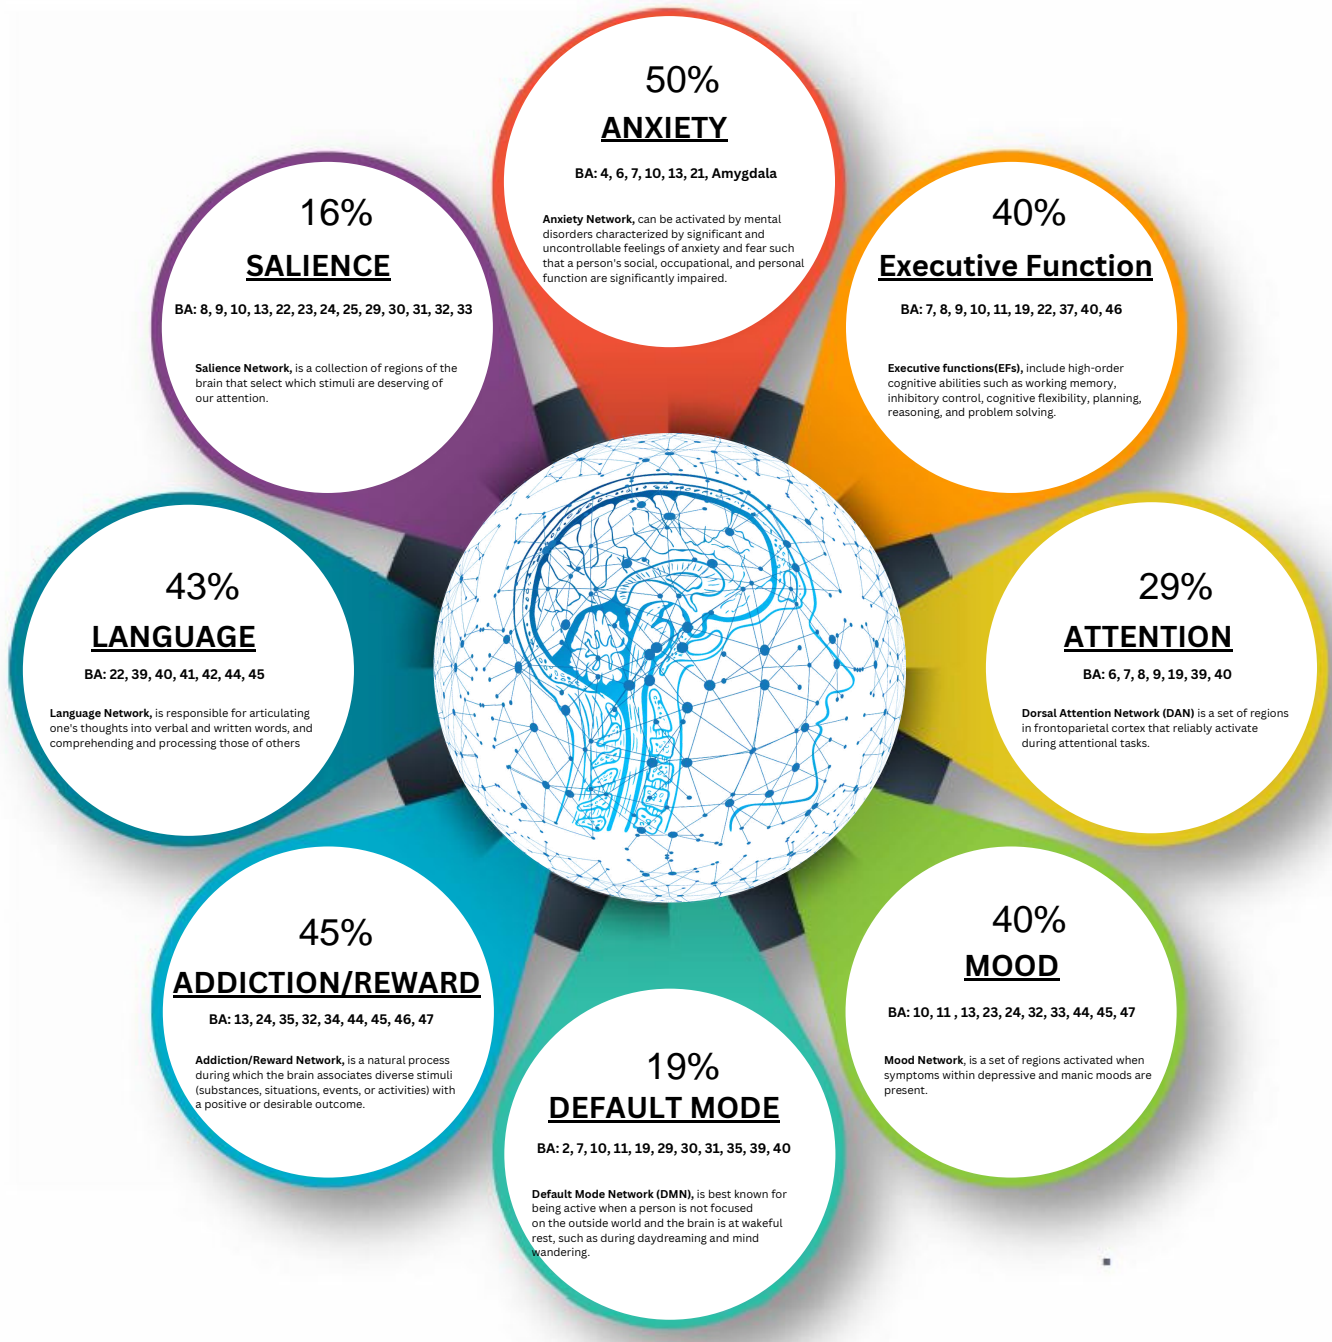 50%
ANXIETY
BA: 4, 6, 7, 10, 13, 21, Amygdala
Anxiety Network, can be activated by mental
disorders characterized by significant and
uncontrollable feelings of anxiety and fear such
that a person's social, occupational, and personal
function are significantly impaired.
40%
Executive Function
BA: 7, 8, 9, 10, 11, 19, 22, 37, 40, 46
Executive functions(EFs), include high-order
cognitive abilities such as working memory,
inhibitory control, cognitive flexibility, planning,
reasoning, and problem solving.
29%
ATTENTION
BA: 6, 7, 8, 9, 19, 39, 40
Dorsal Attention Network (DAN) is a set of regions
in frontoparietal cortex that reliably activate
during attentional tasks.
40%
MOOD
BA: 10, 11 , 13, 23, 24, 32, 33, 44, 45, 47
Mood Network, is a set of regions activated when
symptoms within depressive and manic moods are
present.
19%
DEFAULT MODE
BA: 2, 7, 10, 11, 19, 29, 30, 31, 35, 39, 40
Default Mode Network (DMN), is best known for
being active when a person is not focused
on the outside world and the brain is at wakeful
rest, such as during daydreaming and mind
wandering.
45%
ADDICTION/REWARD
BA: 13, 24, 35, 32, 34, 44, 45, 46, 47
Addiction/Reward Network, is a natural process
during which the brain associates diverse stimuli
(substances, situations, events, or activities) with
a positive or desirable outcome.
43%
LANGUAGE
BA: 22, 39, 40, 41, 42, 44, 45
Language Network, is responsible for articulating
one's thoughts into verbal and written words, and
comprehending and processing those of others
16%
SALIENCE
BA: 8, 9, 10, 13, 22, 23, 24, 25, 29, 30, 31, 32, 33
Salience Network, is a collection of regions of the
brain that select which stimuli are deserving of
our attention.